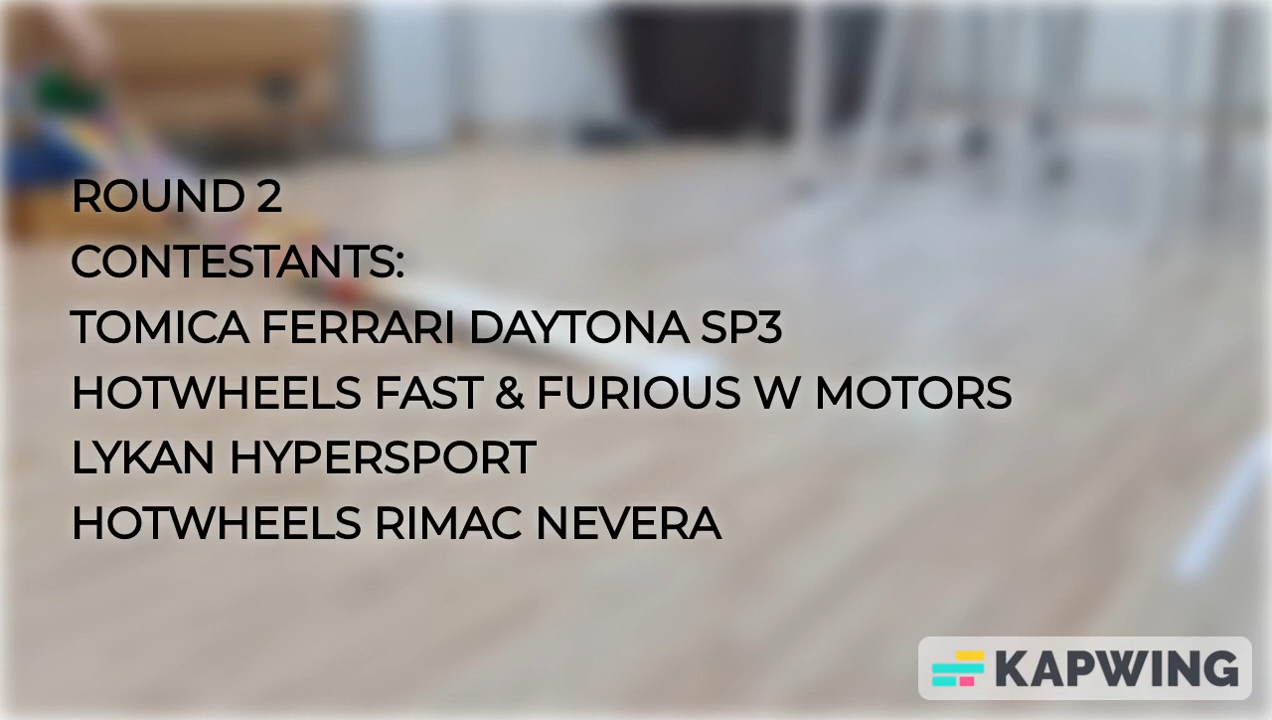 ROUND 2
CONTESTANTS:
TOMICA FERRARI DAYTONA SP3
HOTWHEELS FAST & FURIOUS W MOTORS
LYKAN HYPERSPORT
HOTWHEELS RIMAC NEVERA
KAPWING